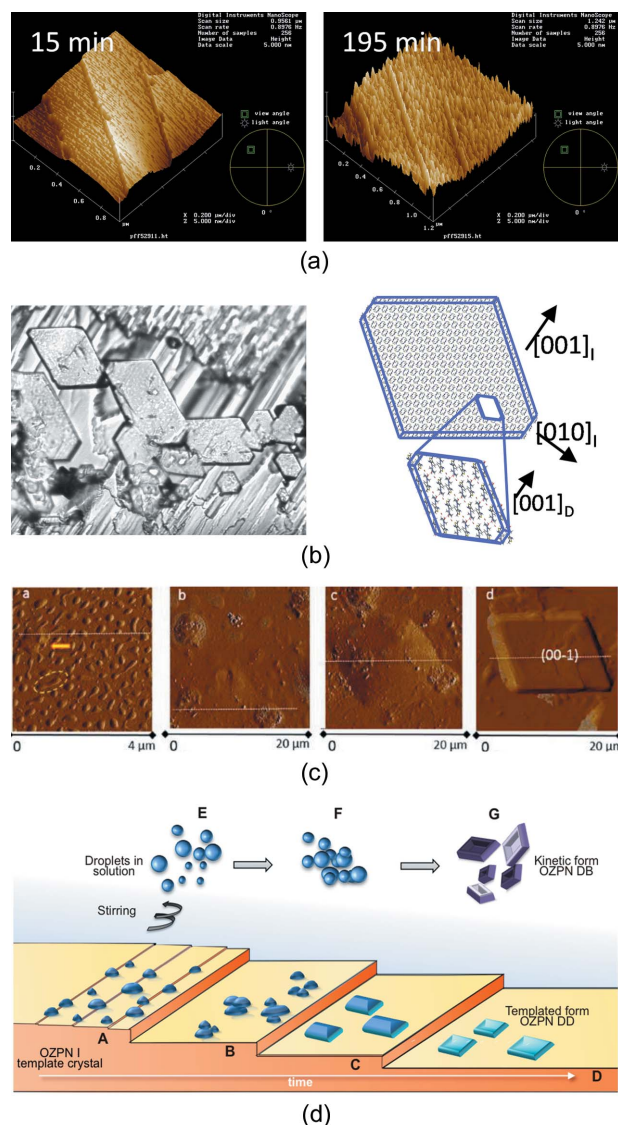 15 min
Digital Instruments NanoScope
Scan size 0.9561 µm
Scan rate 0.8976 Hz
Number of samples 256
Image Data Height
Data scale 5.000 nm
view angle
light angle
0.2
0.4
0.6
0.8
µm
X 0.200 µm/div
Z 5.000 nm/div
0 °
pff52911.ht
195 min
Digital Instruments NanoScope
Scan size 1.242 µm
Scan rate 0.8976 Hz
Number of samples 256
Image Data Height
Data scale 5.000 nm
view angle
light angle
0.2
0.4
0.6
0.8
1.0
1.2
µm
X 0.200 µm/div
Z 5.000 nm/div
0 °
pff52915.ht
(a)
[001]I
[010]I
[001]D
(b)
a
b
c
d
(00-1)
0 4 µm
0 20 µm
0 20 µm
0 20 µm
(c)
E
F
G
Droplets in
solution
Stirring
Kinetic form
OZPN DB
A
B
C
D
OZPN I
template crystal
Templated form
OZPN DD
time
(d)